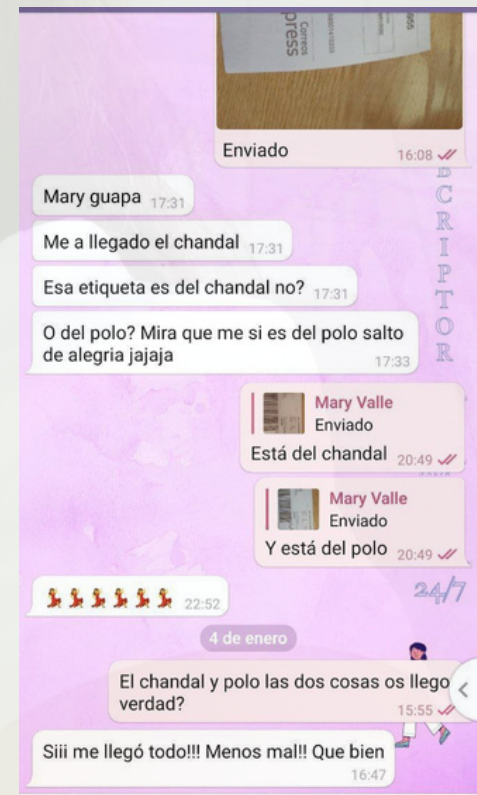 Correos
press
Enviado
16:08
Mary guapa 17:31
Me a llegado el chandal 17:31
Esa etiqueta es del chandal no? 17:31
O del polo? Mira que me si es del polo salto
de alegria jajaja
17:33
CRIPTOR
Mary Valle
Enviado
Está del chandal 20:49
Mary Valle
Enviado
Y está del polo 20:49
22:52
24/7
4 de enero
El chandal y polo las dos cosas os llego
verdad?
15:55
Siii me llegó todo!!! Menos mal!! Que bien
16:47